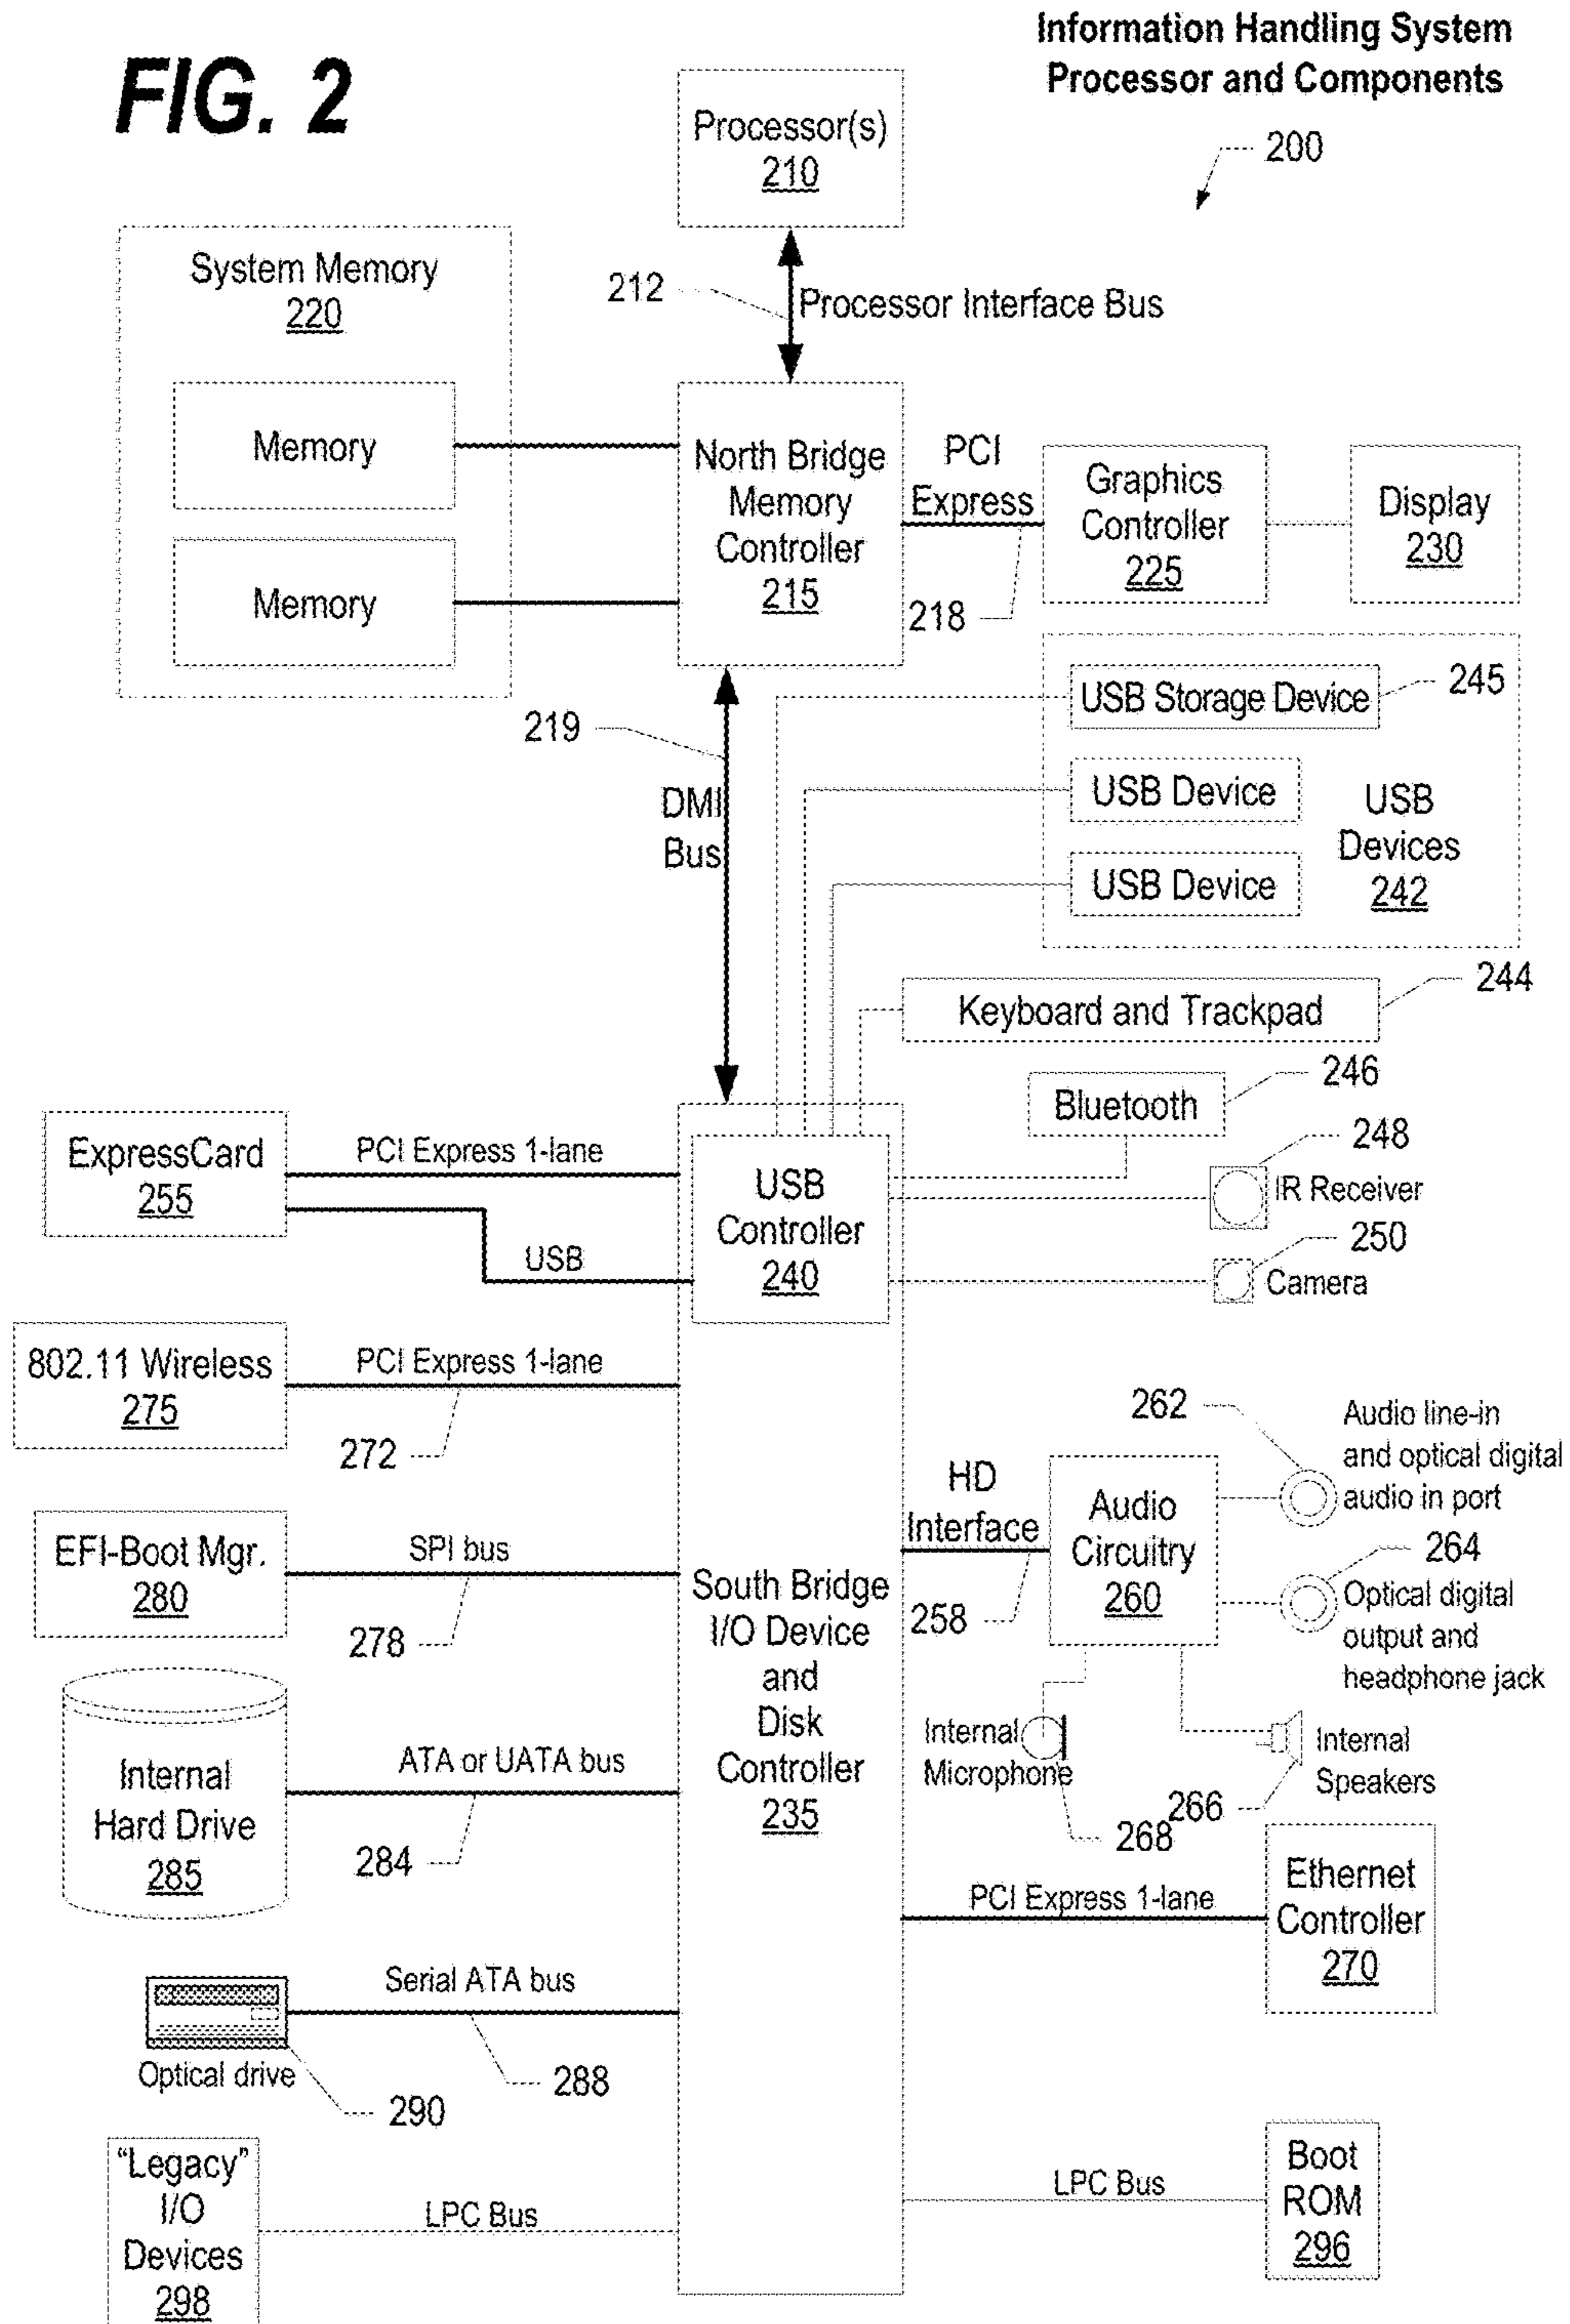 FIG. 2
Information Handling System
Processor and Components
200
Processor(s)
210
212
Processor Interface Bus
System Memory
220
Memory
Memory
North Bridge
Memory
Controller
215
PCI
Express
218
Graphics
Controller
225
Display
230
219
DMI
Bus
USB Storage Device
245
USB Device
USB Device
USB
Devices
242
Keyboard and Trackpad
244
Bluetooth
246
248
IR Receiver
250
Camera
ExpressCard
255
PCI Express 1-lane
USB
USB
Controller
240
802.11 Wireless
275
PCI Express 1-lane
272
262
Audio line-in
and optical digital
audio in port
HD
Interface
258
Audio
Circuitry
260
264
Optical digital
output and
headphone jack
EFI-Boot Mgr.
280
SPI bus
278
South Bridge
I/O Device
and
Disk
Controller
235
Internal
Microphone
268
Internal
Speakers
266
Internal
Hard Drive
285
ATA or UATA bus
284
PCI Express 1-lane
Ethernet
Controller
270
Serial ATA bus
288
Optical drive
290
"Legacy"
I/O
Devices
298
LPC Bus
LPC Bus
Boot
ROM
296